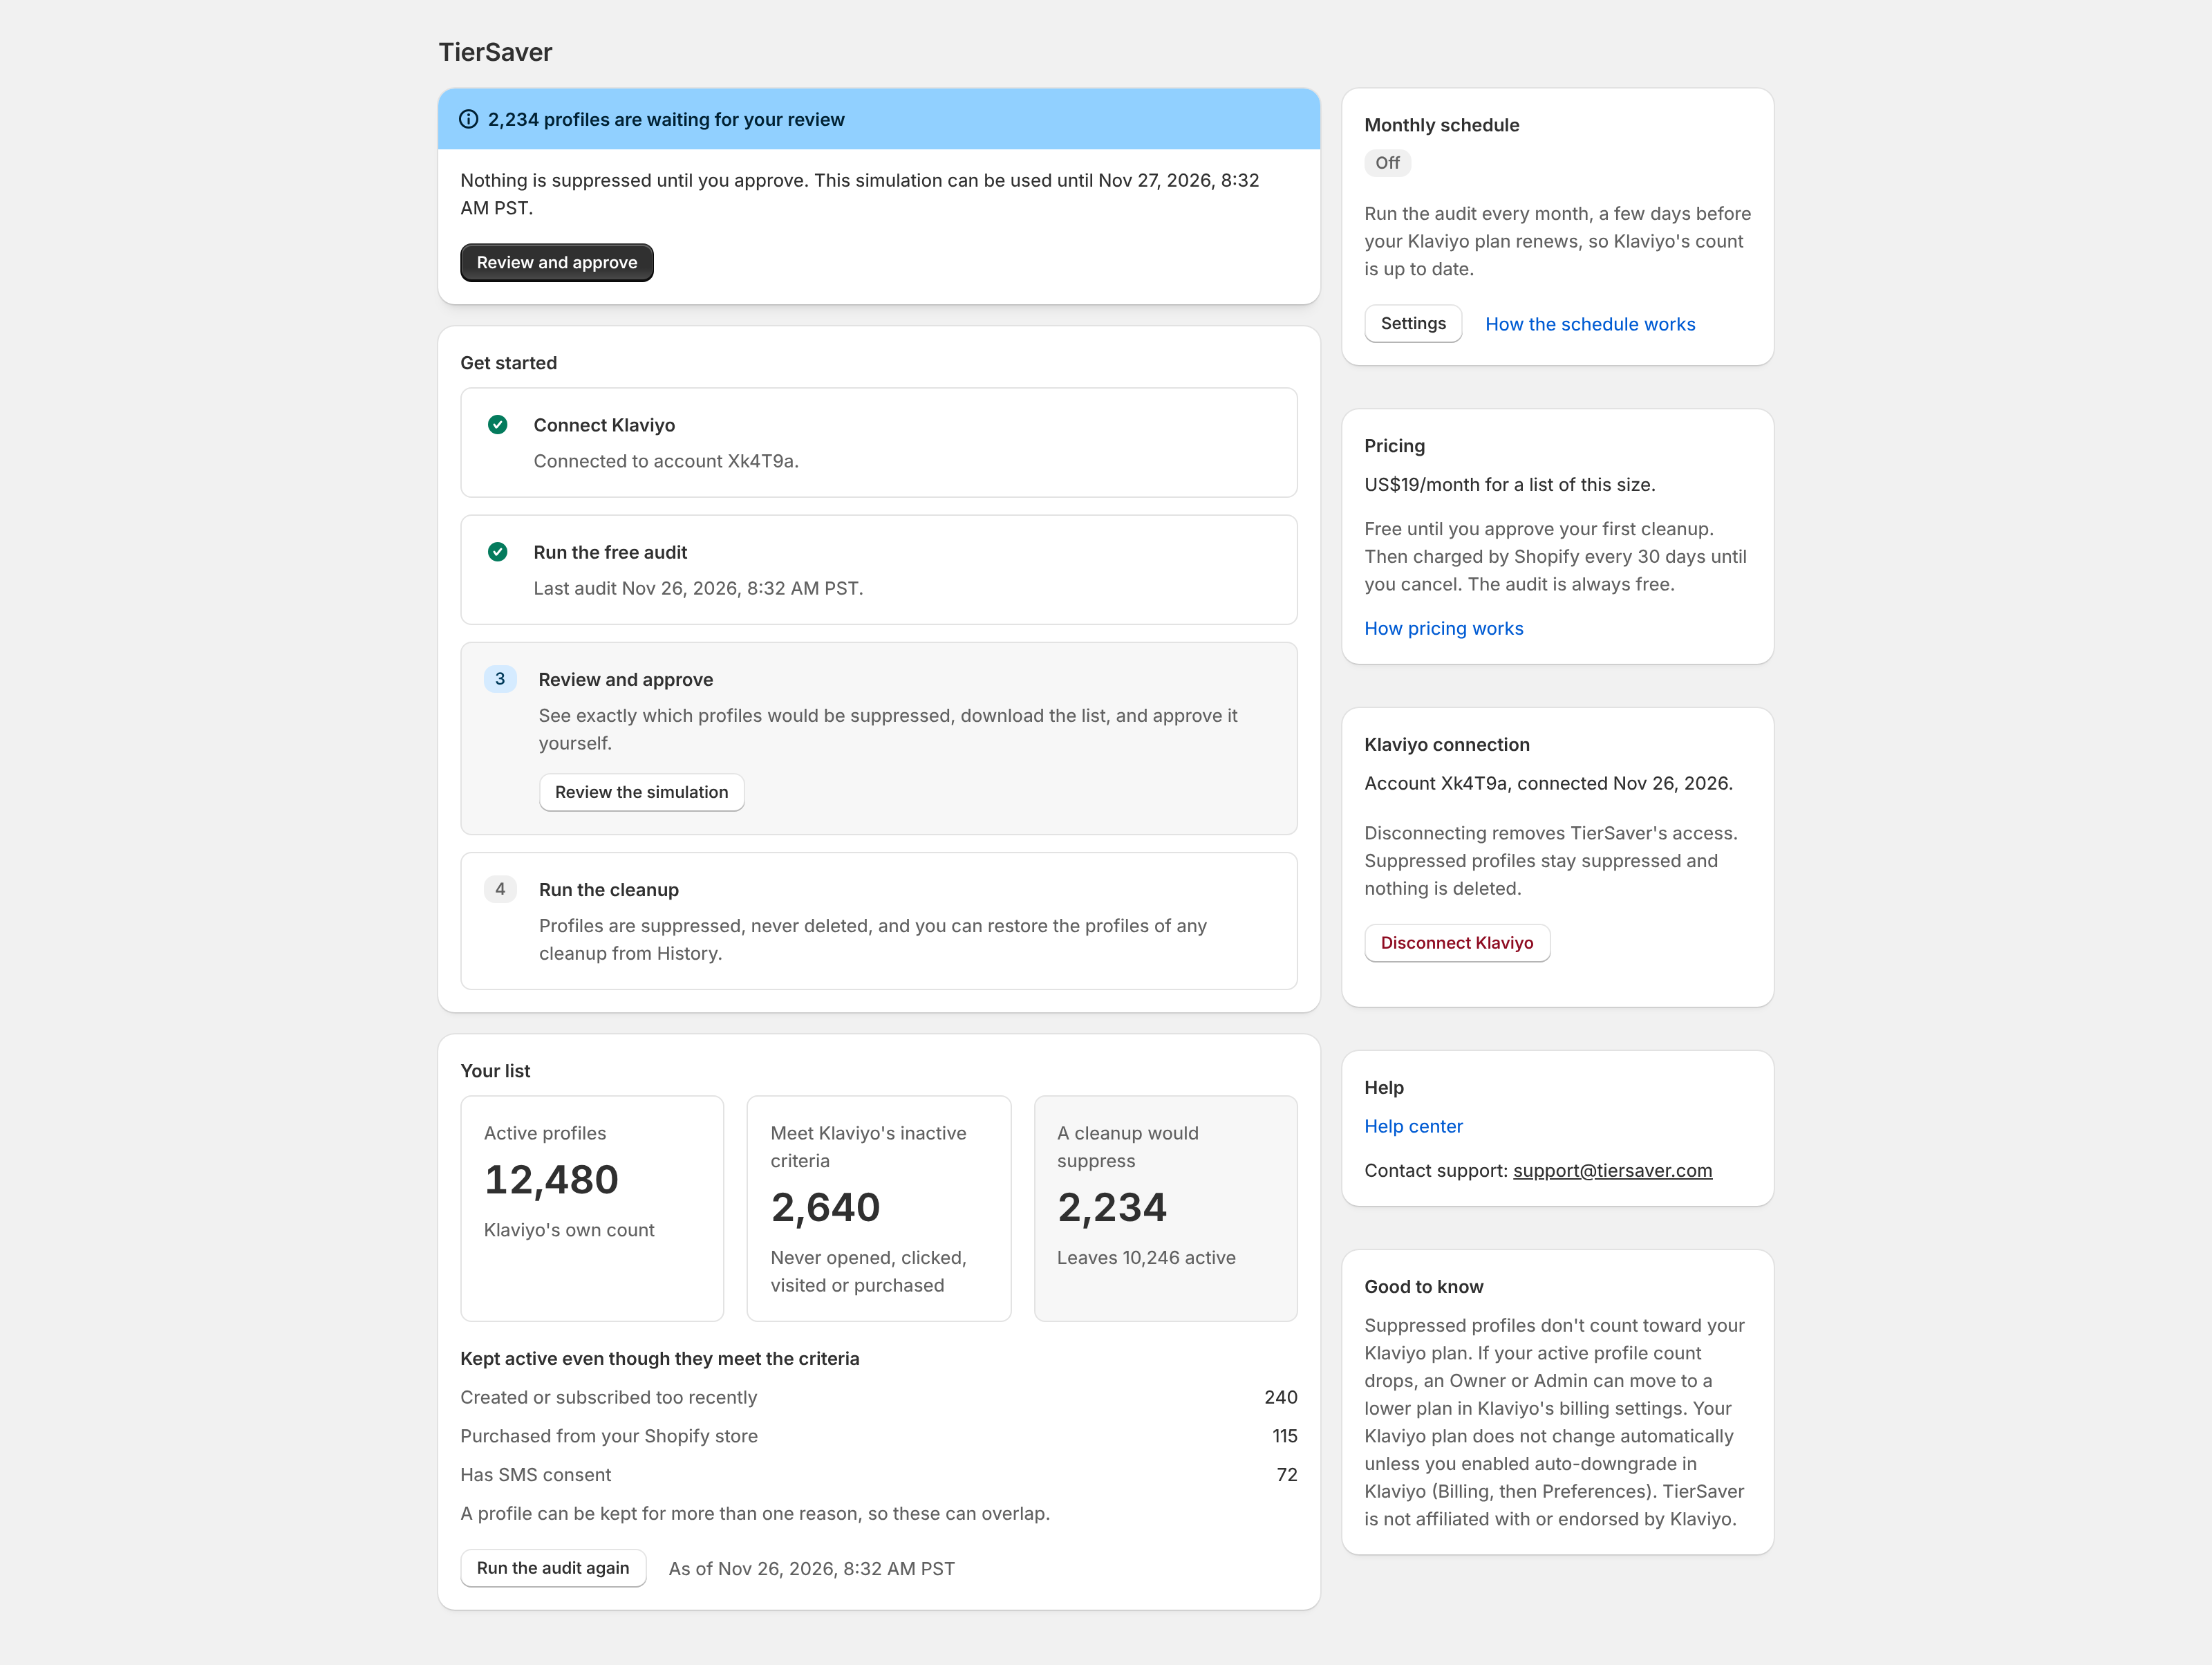 TierSaver
2,234 profiles are waiting for your review
Nothing is suppressed until you approve. This simulation can be used until Nov 27, 2026, 8:32
AM PST.
Review and approve
Get started
Connect Klaviyo
Connected to account Xk4T9a.
Run the free audit
Last audit Nov 26, 2026, 8:32 AM PST.
3
Review and approve
See exactly which profiles would be suppressed, download the list, and approve it
yourself.
Review the simulation
4
Run the cleanup
Profiles are suppressed, never deleted, and you can restore the profiles of any
cleanup from History.
Your list
Active profiles
12,480
Klaviyo's own count
Meet Klaviyo's inactive
criteria
2,640
Never opened, clicked,
visited or purchased
A cleanup would
suppress
2,234
Leaves 10,246 active
Kept active even though they meet the criteria
Created or subscribed too recently 240
Purchased from your Shopify store 115
Has SMS consent 72
A profile can be kept for more than one reason, so these can overlap.
Run the audit again
As of Nov 26, 2026, 8:32 AM PST
Monthly schedule
Off
Run the audit every month, a few days before
your Klaviyo plan renews, so Klaviyo's count
is up to date.
Settings
How the schedule works
Pricing
US$19/month for a list of this size.
Free until you approve your first cleanup.
Then charged by Shopify every 30 days until
you cancel. The audit is always free.
How pricing works
Klaviyo connection
Account Xk4T9a, connected Nov 26, 2026.
Disconnecting removes TierSaver's access.
Suppressed profiles stay suppressed and
nothing is deleted.
Disconnect Klaviyo
Help
Help center
Contact support: support@tiersaver.com
Good to know
Suppressed profiles don't count toward your
Klaviyo plan. If your active profile count
drops, an Owner or Admin can move to a
lower plan in Klaviyo's billing settings. Your
Klaviyo plan does not change automatically
unless you enabled auto-downgrade in
Klaviyo (Billing, then Preferences). TierSaver
is not affiliated with or endorsed by Klaviyo.